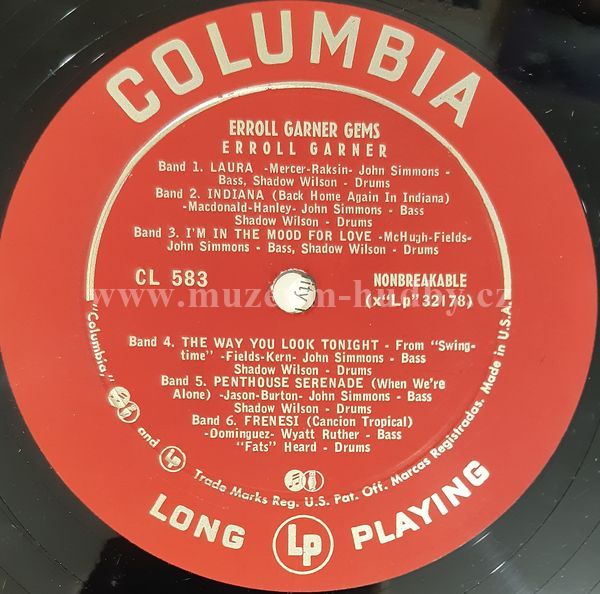 COLUMBIA
ERROLL GARNER GEMS
ERROLL GARNER
Band 1. LAURA -Mercer-Raksin- John Simmons -
Bass, Shadow Wilson - Drums
Band 2. INDIANA (Back Home Again In Indiana)
-Macdonald-Hanley- John Simmons - Bass
Shadow Wilson - Drums
Band 3. I'M IN THE MOOD FOR LOVE -McHugh-Fields-
John Simmons - Bass, Shadow Wilson - Drums
CL 583
NONBREAKABLE
(x"Lp"32178)
www.muzeum-hudby.cz
Band 4. THE WAY YOU LOOK TONIGHT - From "Swing-
time" -Fields-Kern- John Simmons - Bass
Shadow Wilson - Drums
Band 5. PENTHOUSE SERENADE (When We're
Alone) -Jason-Burton- John Simmons - Bass
Shadow Wilson - Drums
Band 6. FRENESI (Cancion Tropical)
-Dominguez- Wyatt Ruther - Bass
"Fats" Heard - Drums
"Columbia," and Lp Trade Marks Reg. U.S. Pat. Off. Marcas Registradas. Made in U.S.A.
LONG Lp PLAYING